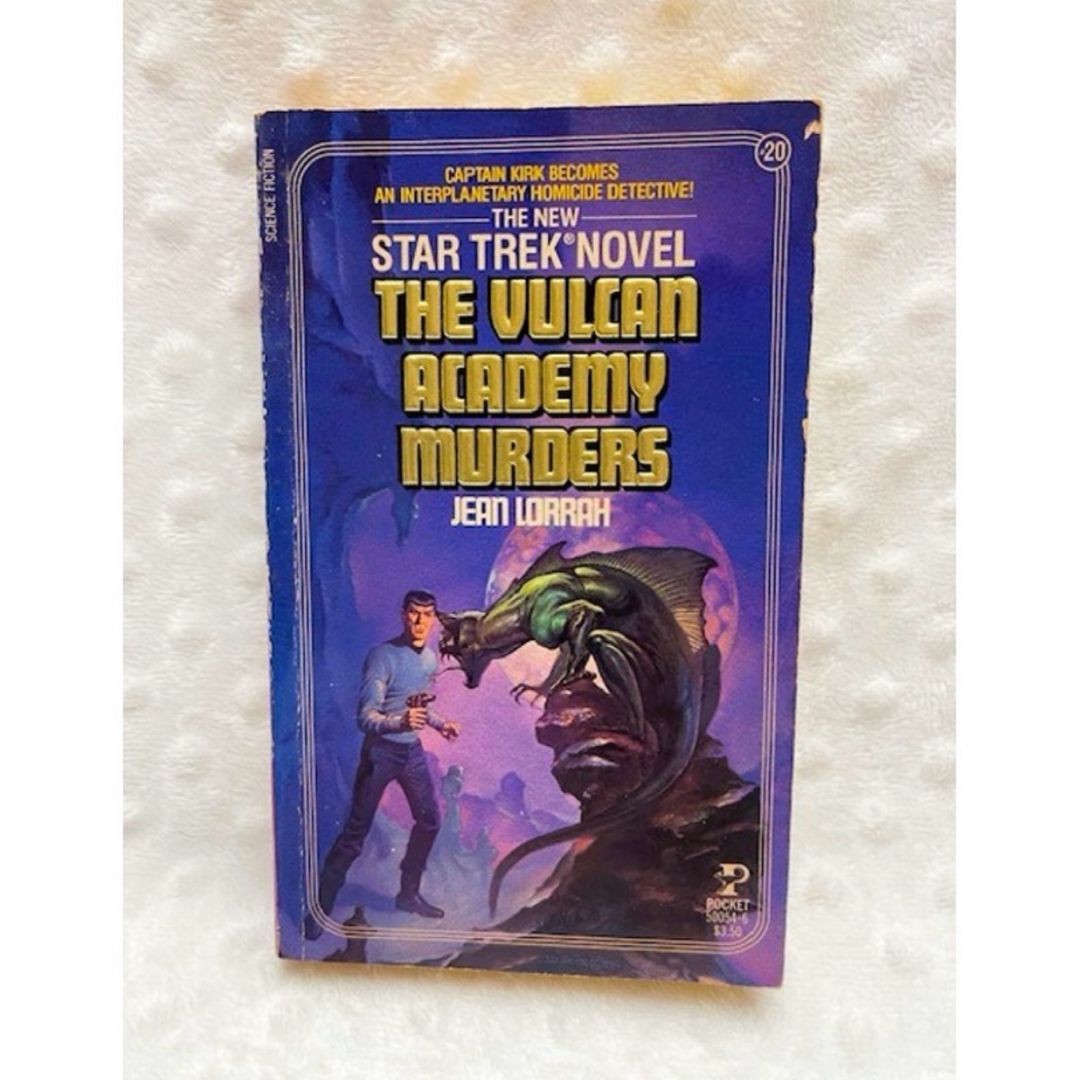 SCIENCE FICTION
#20
CAPTAIN KIRK BECOMES
AN INTERPLANETARY HOMICIDE DETECTIVE!
THE NEW
STAR TREK® NOVEL
THE VULCAN
ACADEMY
MURDERS
JEAN LORRAH
P
POCKET
50054-6
$3.50